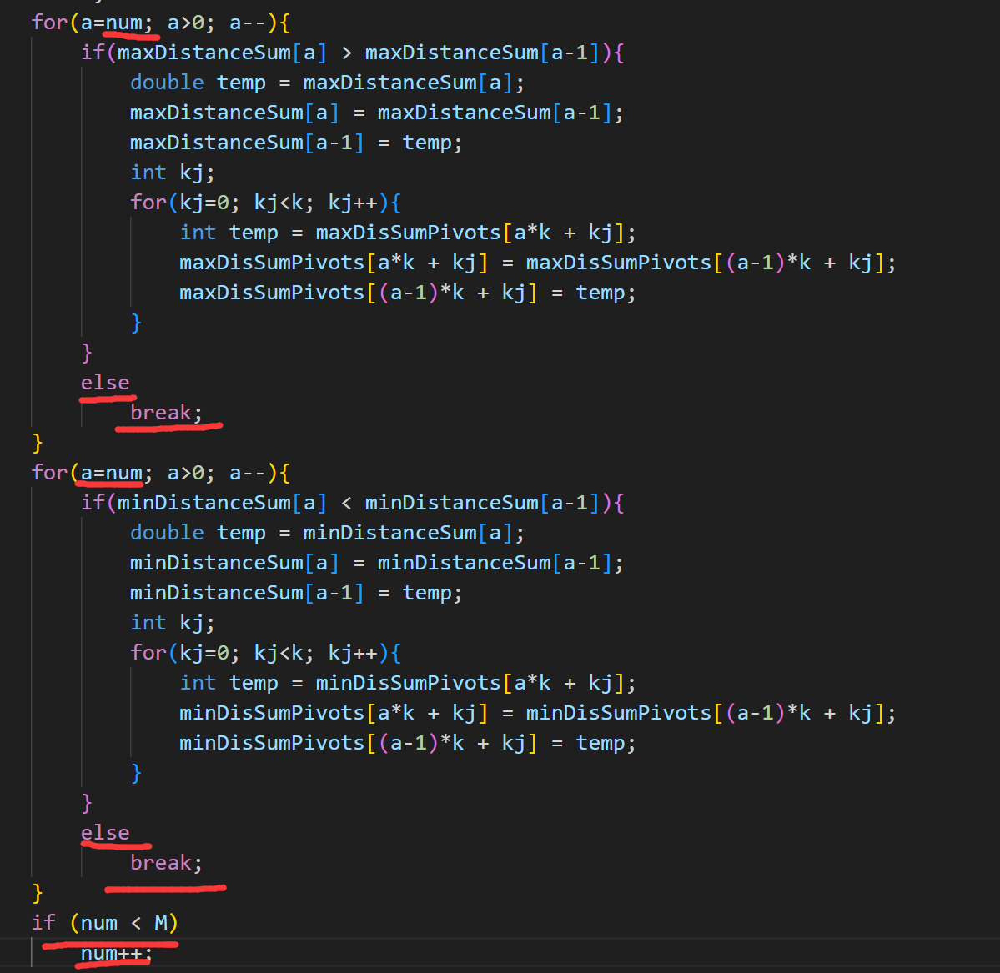 for(a=num; a>0; a--){
if(maxDistanceSum[a] > maxDistanceSum[a-1]){
double temp = maxDistanceSum[a];
maxDistanceSum[a] = maxDistanceSum[a-1];
maxDistanceSum[a-1] = temp;
int kj;
for(kj=0; kj<k; kj++){
int temp = maxDisSumPivots[a*k + kj];
maxDisSumPivots[a*k + kj] = maxDisSumPivots[(a-1)*k + kj];
maxDisSumPivots[(a-1)*k + kj] = temp;
}
}
else
break;
}
for(a=num; a>0; a--){
if(minDistanceSum[a] < minDistanceSum[a-1]){
double temp = minDistanceSum[a];
minDistanceSum[a] = minDistanceSum[a-1];
minDistanceSum[a-1] = temp;
int kj;
for(kj=0; kj<k; kj++){
int temp = minDisSumPivots[a*k + kj];
minDisSumPivots[a*k + kj] = minDisSumPivots[(a-1)*k + kj];
minDisSumPivots[(a-1)*k + kj] = temp;
}
}
else
break;
}
if (num < M)
num++;